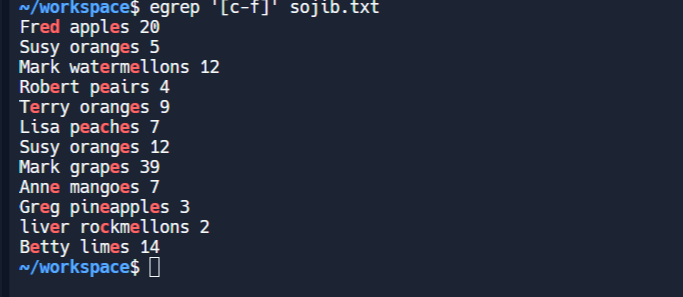 ~/workspace$ egrep '[c-f]' sojib.txt
Fred apples 20
Susy oranges 5
Mark watermellons 12
Robert peairs 4
Terry oranges 9
Lisa peaches 7
Susy oranges 12
Mark grapes 39
Anne mangoes 7
Greg pineapples 3
liver rockmellons 2
Betty limes 14
~/workspace$